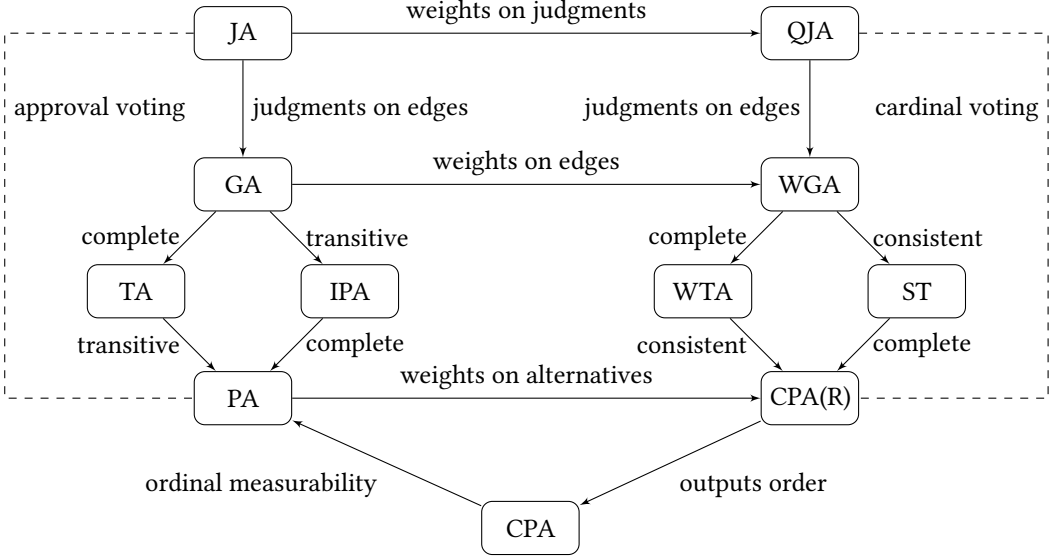 weights on judgments
JA
QJA
approval voting
judgments on edges
judgments on edges
cardinal voting
weights on edges
GA
WGA
complete
transitive
complete
consistent
TA
IPA
WTA
ST
transitive
complete
consistent
complete
weights on alternatives
PA
CPA(R)
ordinal measurability
outputs order
CPA